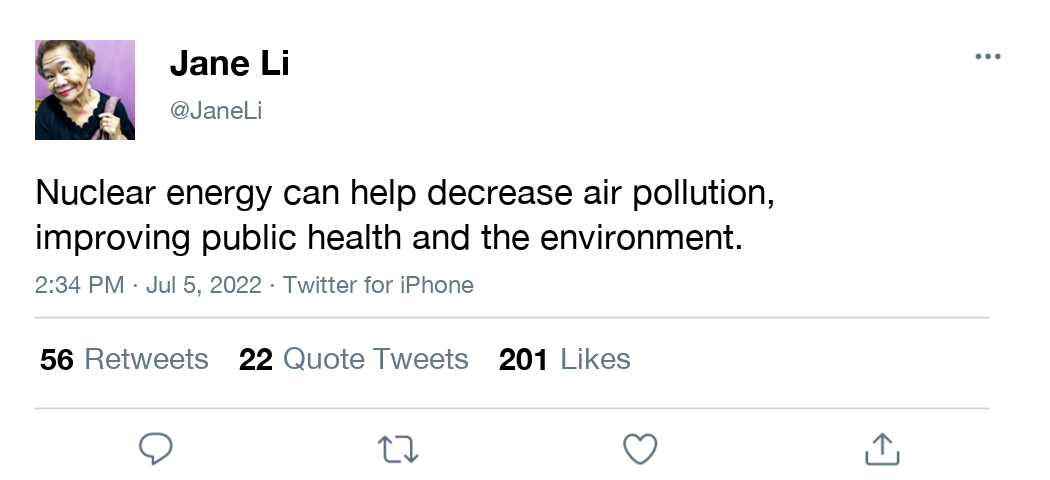 Jane Li
@JaneLi
Nuclear energy can help decrease air pollution,
improving public health and the environment.
2:34 PM · Jul 5, 2022 · Twitter for iPhone
56 Retweets 22 Quote Tweets 201 Likes